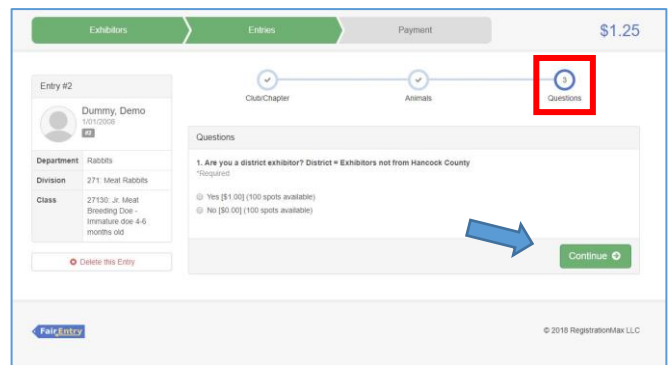 Exhibitors
Entries
Payment
$1.25
Entry #2
Dummy, Demo
1/01/2008
Department Rabbits
Division 271: Meat Rabbits
Class 27130: Jr. Meat
Breeding Doe -
Immature doe 4-6
months old
Delete this Entry
Club/Chapter
Animals
3
Questions
Questions
1. Are you a district exhibitor? District = Exhibitors not from Hancock County
*Required
Yes [$1.00] (100 spots available)
No [$0.00] (100 spots available)
Continue
FairEntry
© 2018 RegistrationMax LLC